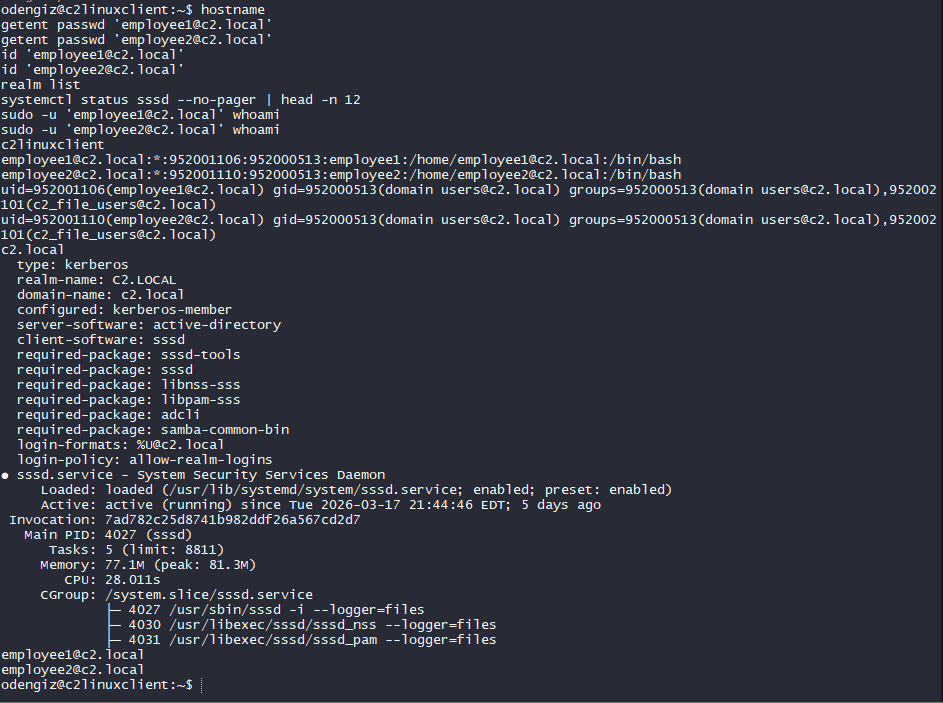 odengiz@c2linuxclient:~$ hostname
getent passwd 'employee1@c2.local'
getent passwd 'employee2@c2.local'
id 'employee1@c2.local'
id 'employee2@c2.local'
realm list
systemctl status sssd --no-pager | head -n 12
sudo -u 'employee1@c2.local' whoami
sudo -u 'employee2@c2.local' whoami
c2linuxclient
employee1@c2.local:*:952001106:952000513:employee1:/home/employee1@c2.local:/bin/bash
employee2@c2.local:*:952001110:952000513:employee2:/home/employee2@c2.local:/bin/bash
uid=952001106(employee1@c2.local) gid=952000513(domain users@c2.local) groups=952000513(domain users@c2.local),952002
101(c2_file_users@c2.local)
uid=952001110(employee2@c2.local) gid=952000513(domain users@c2.local) groups=952000513(domain users@c2.local),952002
101(c2_file_users@c2.local)
c2.local
  type: kerberos
  realm-name: C2.LOCAL
  domain-name: c2.local
  configured: kerberos-member
  server-software: active-directory
  client-software: sssd
  required-package: sssd-tools
  required-package: sssd
  required-package: libnss-sss
  required-package: libpam-sss
  required-package: adcli
  required-package: samba-common-bin
  login-formats: %U@c2.local
  login-policy: allow-realm-logins
● sssd.service - System Security Services Daemon
     Loaded: loaded (/usr/lib/systemd/system/sssd.service; enabled; preset: enabled)
     Active: active (running) since Tue 2026-03-17 21:44:46 EDT; 5 days ago
 Invocation: 7ad782c25d8741b982ddf26a567cd2d7
   Main PID: 4027 (sssd)
      Tasks: 5 (limit: 8811)
     Memory: 77.1M (peak: 81.3M)
        CPU: 28.011s
     CGroup: /system.slice/sssd.service
             ├─ 4027 /usr/sbin/sssd -i --logger=files
             ├─ 4030 /usr/libexec/sssd/sssd_nss --logger=files
             ├─ 4031 /usr/libexec/sssd/sssd_pam --logger=files
employee1@c2.local
employee2@c2.local
odengiz@c2linuxclient:~$